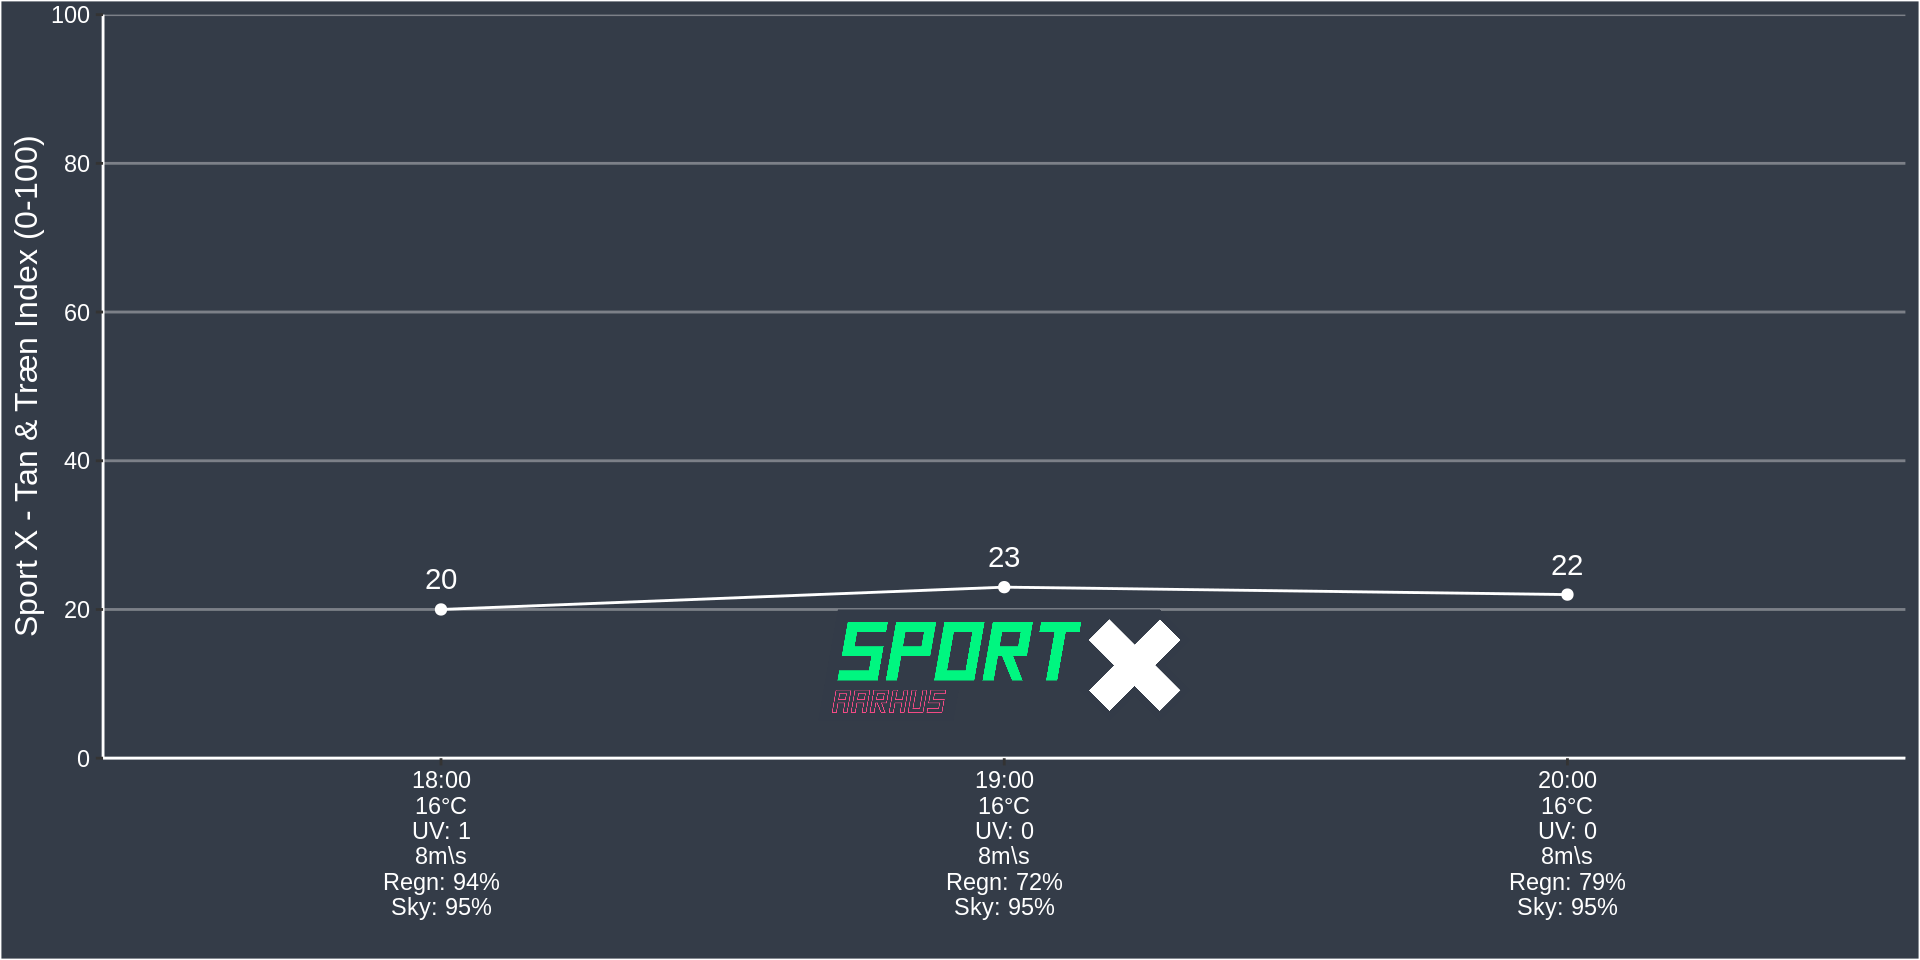 Sport X - Tan & Træn Index (0-100)
100
80
60
40
20
0
20
23
22
SPORT X
AARHUS
18:00
16°C
UV: 1
8m\s
Regn: 94%
Sky: 95%
19:00
16°C
UV: 0
8m\s
Regn: 72%
Sky: 95%
20:00
16°C
UV: 0
8m\s
Regn: 79%
Sky: 95%